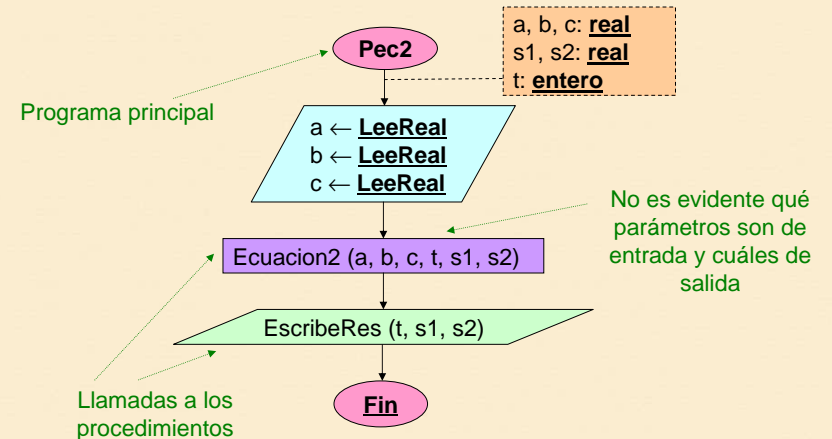 Pec2
a, b, c: real
s1, s2: real
t: entero
Programa principal
a ← LeeReal
b ← LeeReal
c ← LeeReal
No es evidente qué
parámetros son de
entrada y cuáles de
salida
Ecuacion2 (a, b, c, t, s1, s2)
EscribeRes (t, s1, s2)
Llamadas a los
procedimientos
Fin